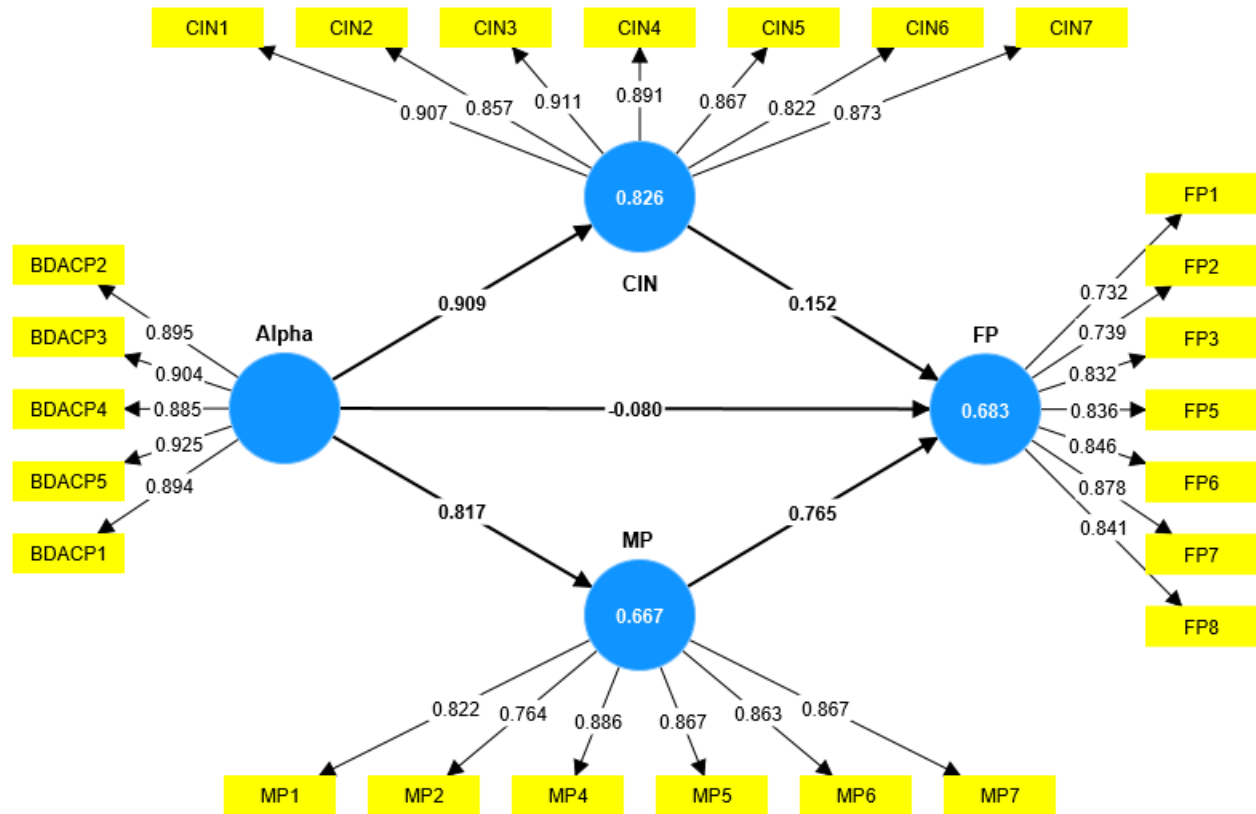 CIN1 CIN2 CIN3 CIN4 CIN5 CIN6 CIN7
0.907 0.857 0.911 0.891 0.867 0.822 0.873
0.826
CIN
BDACP2
BDACP3
BDACP4
BDACP5
BDACP1
0.895
0.904
0.885
0.925
0.894
Alpha
0.909
0.152
-0.080
0.817
0.765
FP
0.683
0.732
0.739
0.832
0.836
0.846
0.878
0.841
FP1
FP2
FP3
FP5
FP6
FP7
FP8
MP
0.667
0.822 0.764 0.886 0.867 0.863 0.867
MP1 MP2 MP4 MP5 MP6 MP7